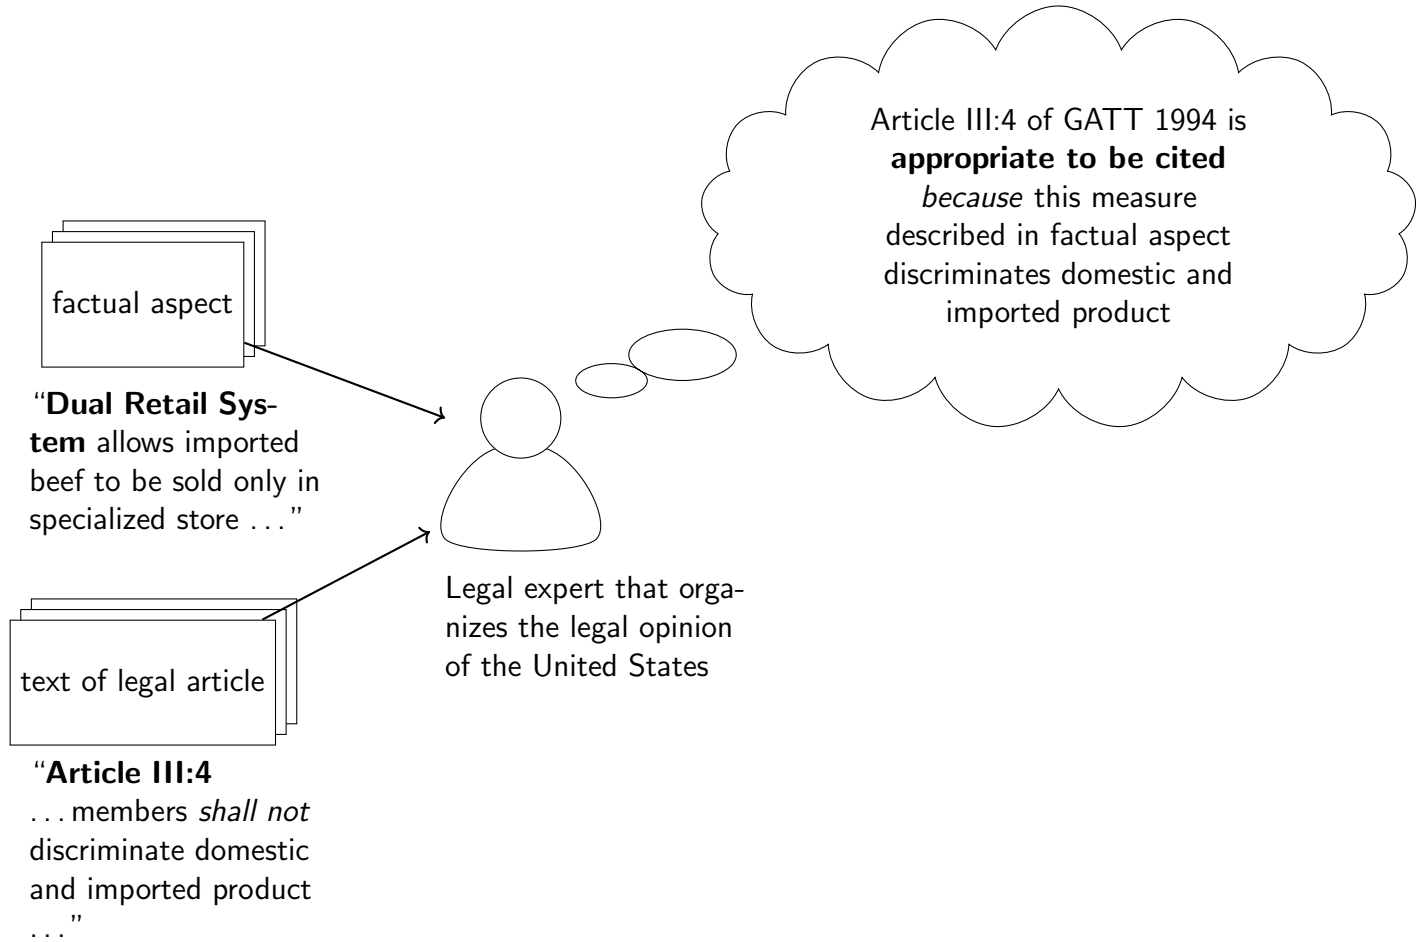 Article III:4 of GATT 1994 is
appropriate to be cited
because this measure
described in factual aspect
discriminates domestic and
imported product
factual aspect
“Dual Retail Sys-
tem allows imported
beef to be sold only in
specialized store . . . ”
Legal expert that orga-
nizes the legal opinion
of the United States
text of legal article
“Article III:4
. . . members shall not
discriminate domestic
and imported product
. . . ”